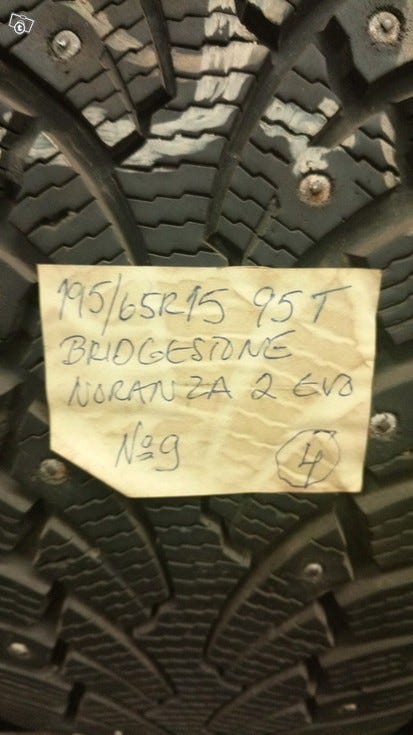 195/65R15 95T
BRIDGESTONE
NORANZA 2 EVO
No9 4